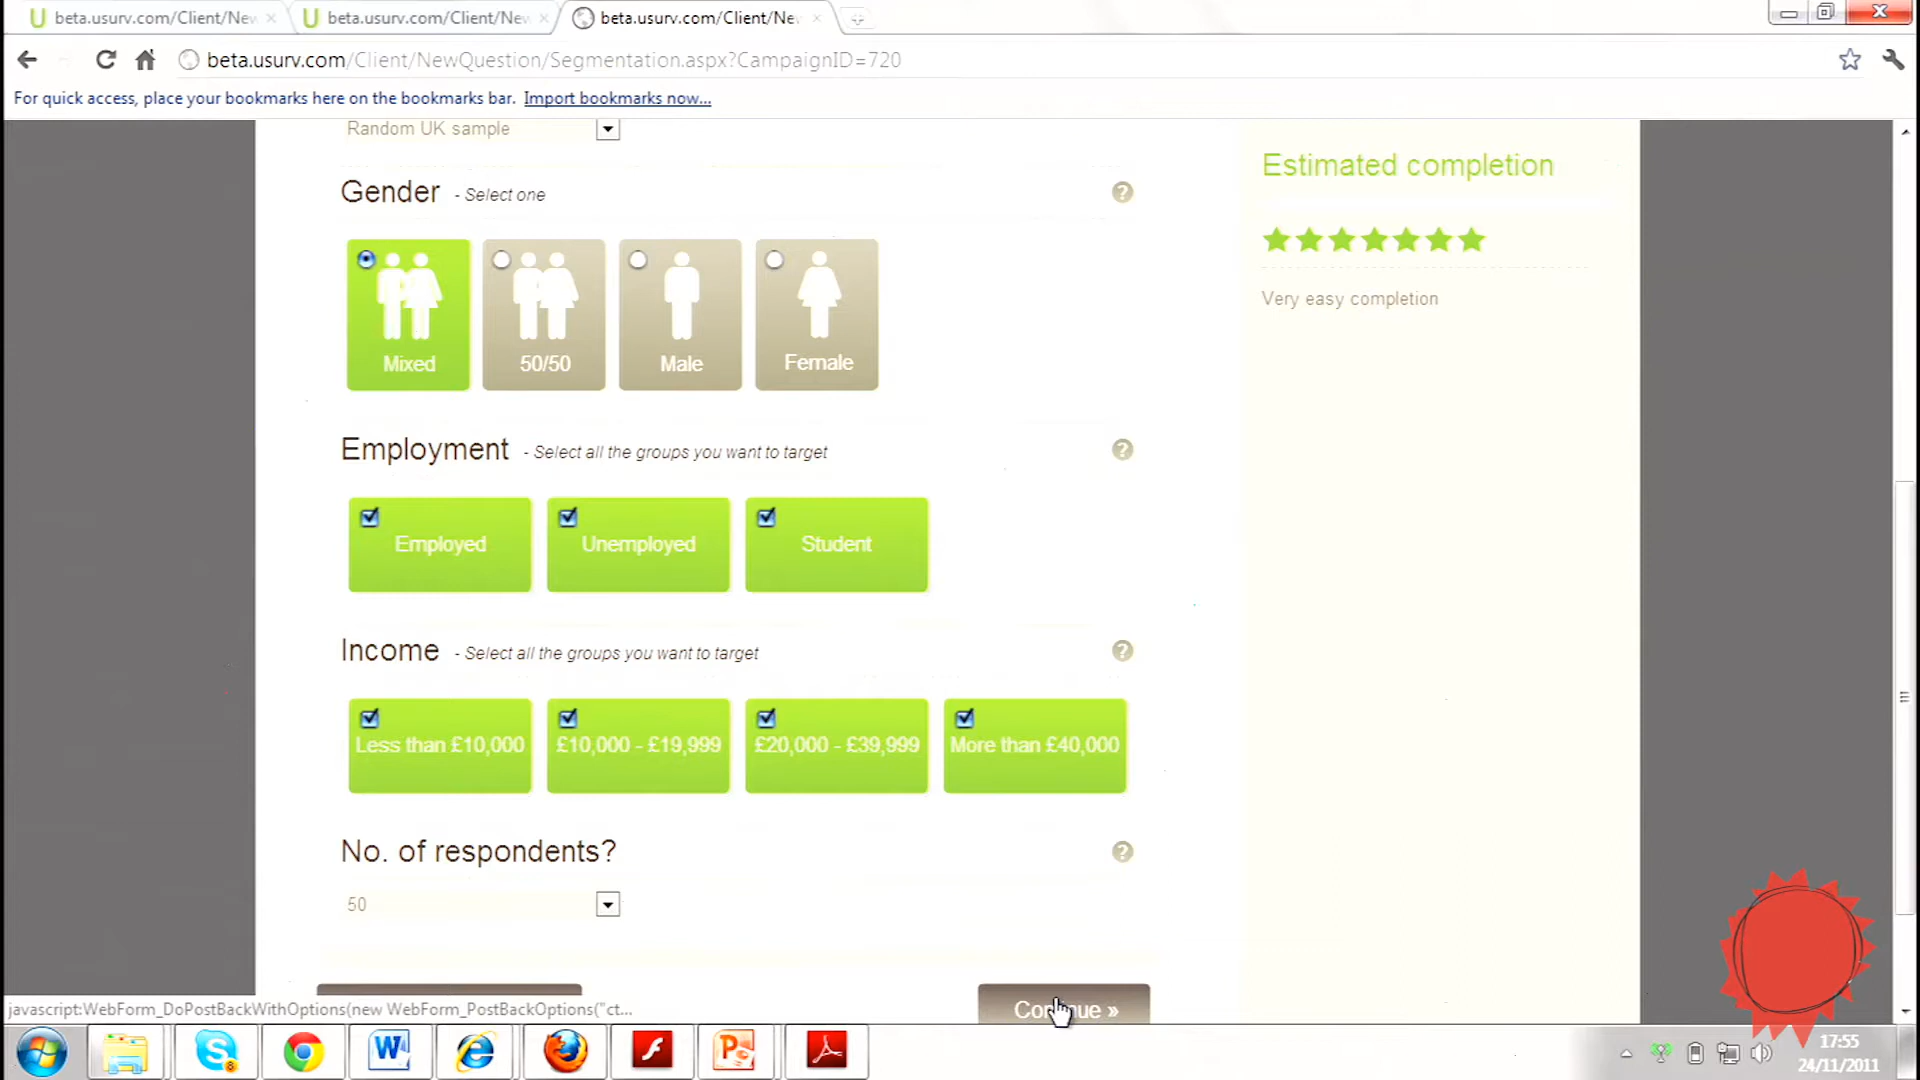 beta.usurv.com/Client/New
beta.usurv.com/Client/New
beta.usurv.com/Client/Ne
beta.usurv.com/Client/NewQuestion/Segmentation.aspx?CampaignID=720
For quick access, place your bookmarks here on the bookmarks bar. Import bookmarks now...
Random UK sample
Gender - Select one
Mixed
50/50
Male
Female
Employment - Select all the groups you want to target
Employed
Unemployed
Student
Income - Select all the groups you want to target
Less than £10,000
£10,000 - £19,999
£20,000 - £39,999
More than £40,000
No. of respondents?
50
Continue »
Estimated completion
Very easy completion
javascript:WebForm_DoPostBackWithOptions(new WebForm_PostBackOptions("ct...
17:55
24/11/2011